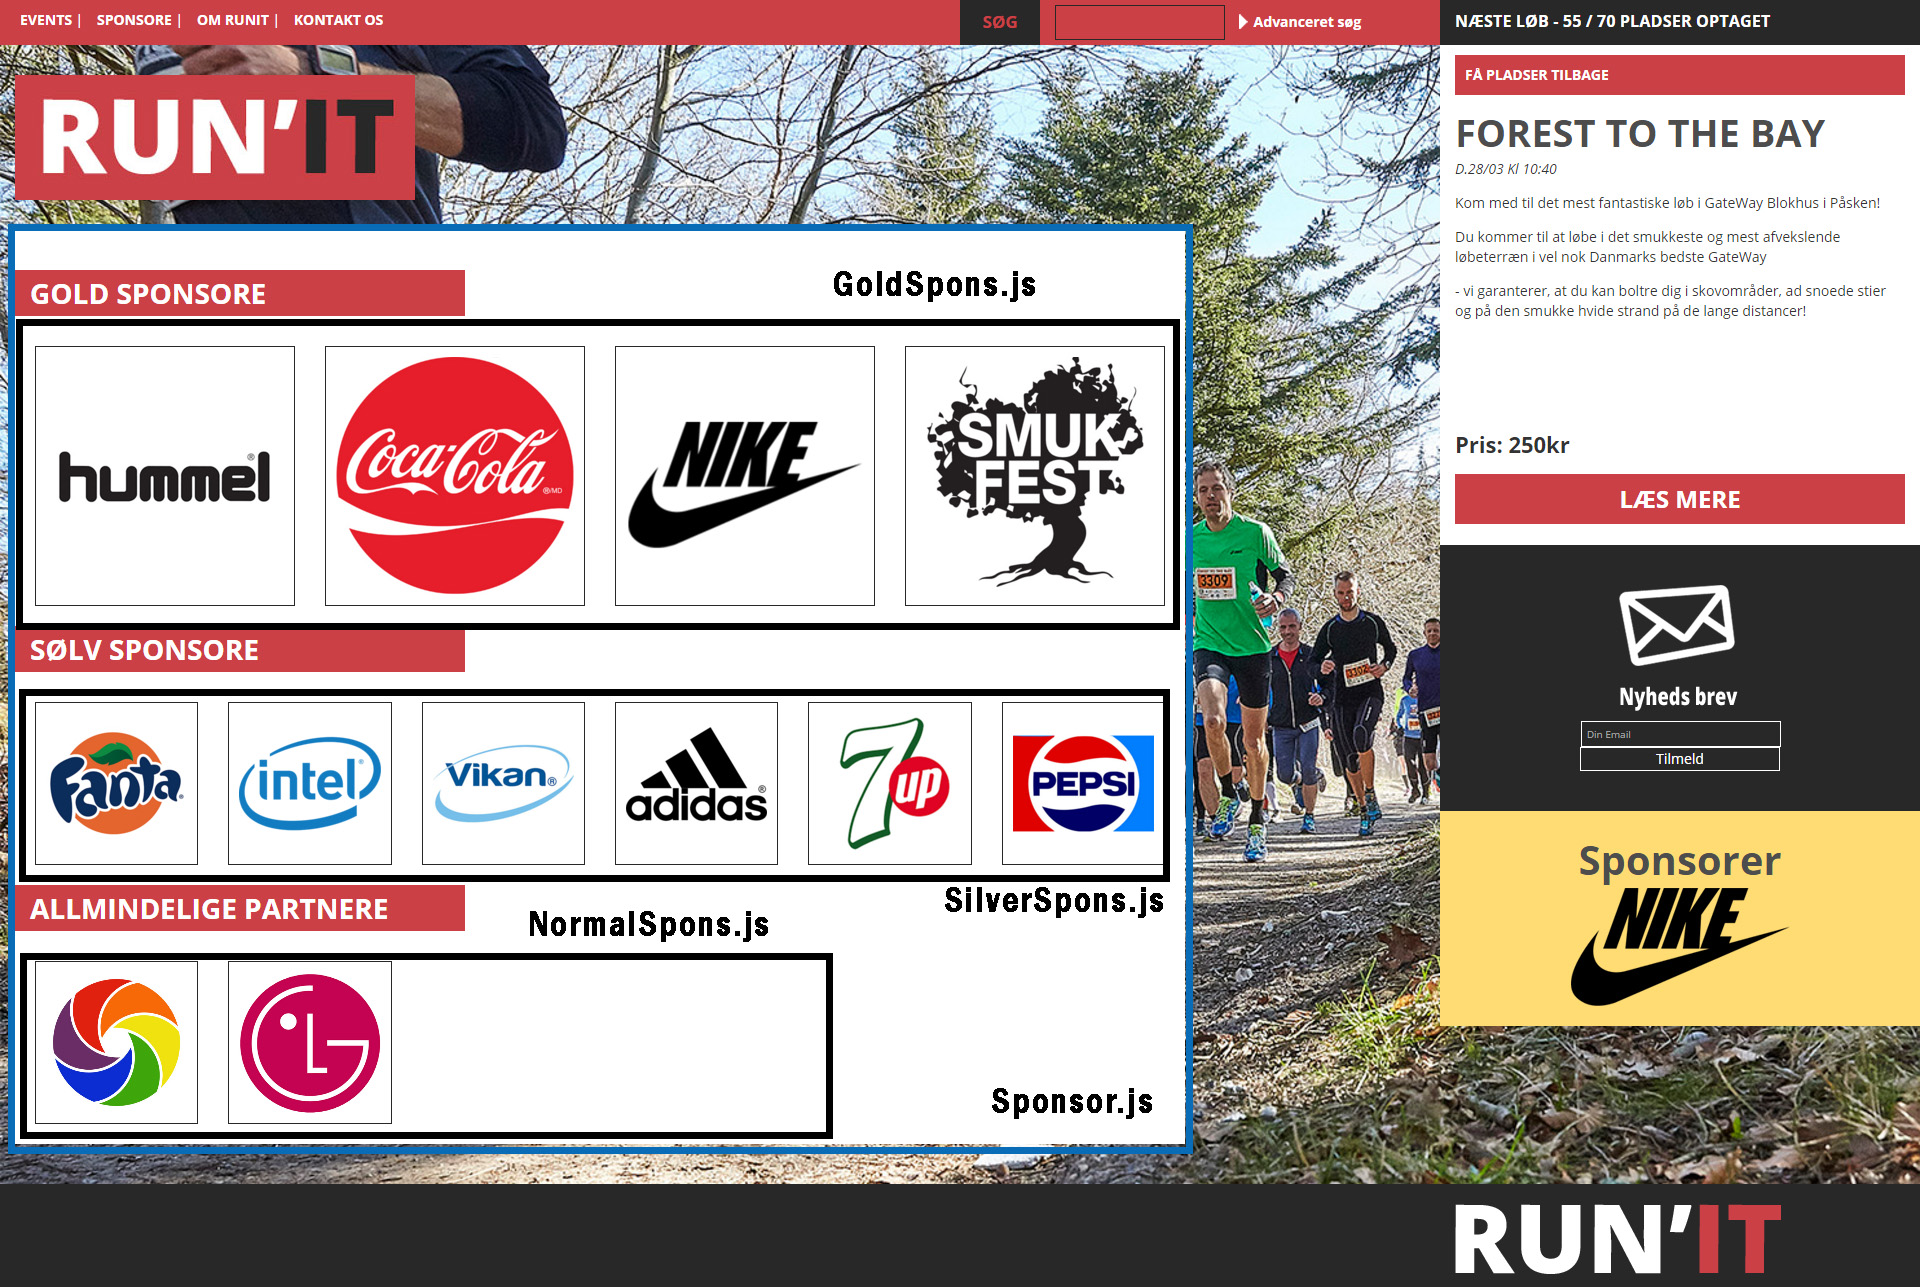 EVENTS | SPONSORE | OM RUNIT | KONTAKT OS
SØG
Advanceret søg
NÆSTE LØB - 55 / 70 PLADSER OPTAGET
RUN'IT
FÅ PLADSER TILBAGE
FOREST TO THE BAY
D.28/03 Kl 10:40
Kom med til det mest fantastiske løb i GateWay Blokhus i Påsken!
Du kommer til at løbe i det smukkeste og mest afvekslende
løbeterræn i vel nok Danmarks bedste GateWay
- vi garanterer, at du kan boltre dig i skovområder, ad snoede stier
og på den smukke hvide strand på de lange distancer!
Pris: 250kr
LÆS MERE
GOLD SPONSORE
GoldSpons.js
hummel®
Coca-Cola ®/MD
NIKE
SMUK
FEST
3309
3302
SØLV SPONSORE
Fanta®
intel®
Vikan®
adidas®
7up
PEPSI
SilverSpons.js
ALLMINDELIGE PARTNERE
NormalSpons.js
LG
Sponsor.js
Nyheds brev
Din Email
Tilmeld
Sponsorer
NIKE
RUN'IT